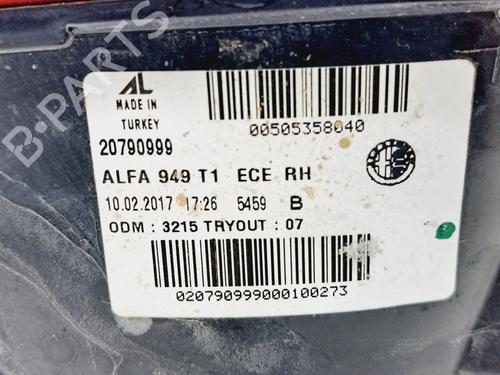 AL
MADE IN
TURKEY
00505358040
20790999
ALFA 949 T1 ECE RH
10.02.2017 17:26 5459 B
ODM : 3215 TRYOUT : 07
020790999000100273
B-PARTS